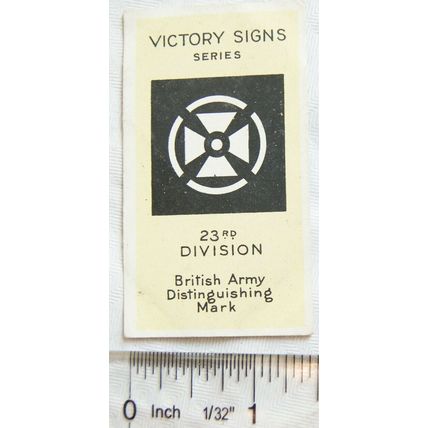 VICTORY SIGNS
SERIES
23RD
DIVISION
British Army
Distinguishing
Mark
0 Inch 1/32" 1